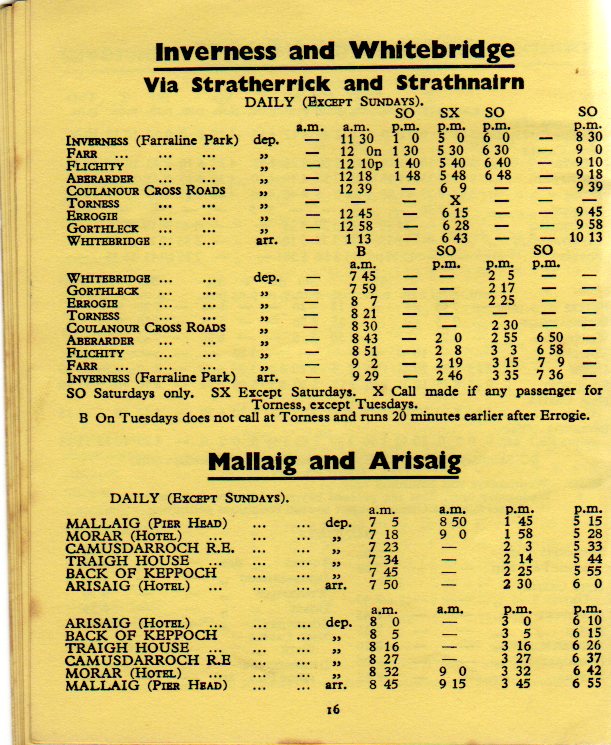 Inverness and Whitebridge
Via Stratherrick and Strathnairn
DAILY (EXCEPT SUNDAYS).
SO SX SO SO
a.m. a.m. p.m. p.m. p.m. p.m.
INVERNESS (Farraline Park) dep. — 11 30 1 0 5 0 6 0 — 8 30
FARR ... ... ... „ — 12 0n 1 30 5 30 6 30 — 9 0
FLICHITY ... ... „ — 12 10p 1 40 5 40 6 40 — 9 10
ABERARDER ... ... „ — 12 18 1 48 5 48 6 48 — 9 18
COULANOUR CROSS ROADS „ — 12 39 — 6 9 — — 9 39
TORNESS ... ... „ — — — X — — —
ERROGIE ... ... „ — 12 45 — 6 15 — — 9 45
GORTHLECK ... ... „ — 12 58 — 6 28 — — 9 58
WHITEBRIDGE ... ... arr. — 1 13 — 6 43 — — 10 13
B SO SO
a.m. p.m. p.m. p.m.
WHITEBRIDGE ... ... dep. — 7 45 — — 2 5 — —
GORTHLECK ... ... „ — 7 59 — — 2 17 — —
ERROGIE ... ... „ — 8 7 — — 2 25 — —
TORNESS ... ... „ — 8 21 — — — — —
COULANOUR CROSS ROADS „ — 8 30 — — 2 30 — —
ABERARDER ... ... „ — 8 43 — 2 0 2 55 6 50 —
FLICHITY ... ... „ — 8 51 — 2 8 3 3 6 58 —
FARR ... ... ... „ — 9 2 — 2 19 3 15 7 9 —
INVERNESS (Farraline Park) arr. — 9 29 — 2 46 3 35 7 36 —
SO Saturdays only. SX Except Saturdays. X Call made if any passenger for
Torness, except Tuesdays.
B On Tuesdays does not call at Torness and runs 20 minutes earlier after Errogie.
Mallaig and Arisaig
DAILY (EXCEPT SUNDAYS).
a.m. a.m. p.m. p.m.
MALLAIG (PIER HEAD) ... ... dep. 7 5 8 50 1 45 5 15
MORAR (HOTEL) ... ... ... „ 7 18 9 0 1 58 5 28
CAMUSDARROCH R.E. ... ... „ 7 23 — 2 3 5 33
TRAIGH HOUSE ... ... ... „ 7 34 — 2 14 5 44
BACK OF KEPPOCH ... ... „ 7 45 — 2 25 5 55
ARISAIG (HOTEL) ... ... ... arr. 7 50 — 2 30 6 0
a.m. a.m. p.m. p.m.
ARISAIG (HOTEL) ... ... ... dep. 8 0 — 3 0 6 10
BACK OF KEPPOCH ... ... „ 8 5 — 3 5 6 15
TRAIGH HOUSE ... ... ... „ 8 16 — 3 16 6 26
CAMUSDARROCH R.E ... ... „ 8 27 — 3 27 6 37
MORAR (HOTEL) ... ... ... „ 8 32 9 0 3 32 6 42
MALLAIG (PIER HEAD) ... ... arr. 8 45 9 15 3 45 6 55
16